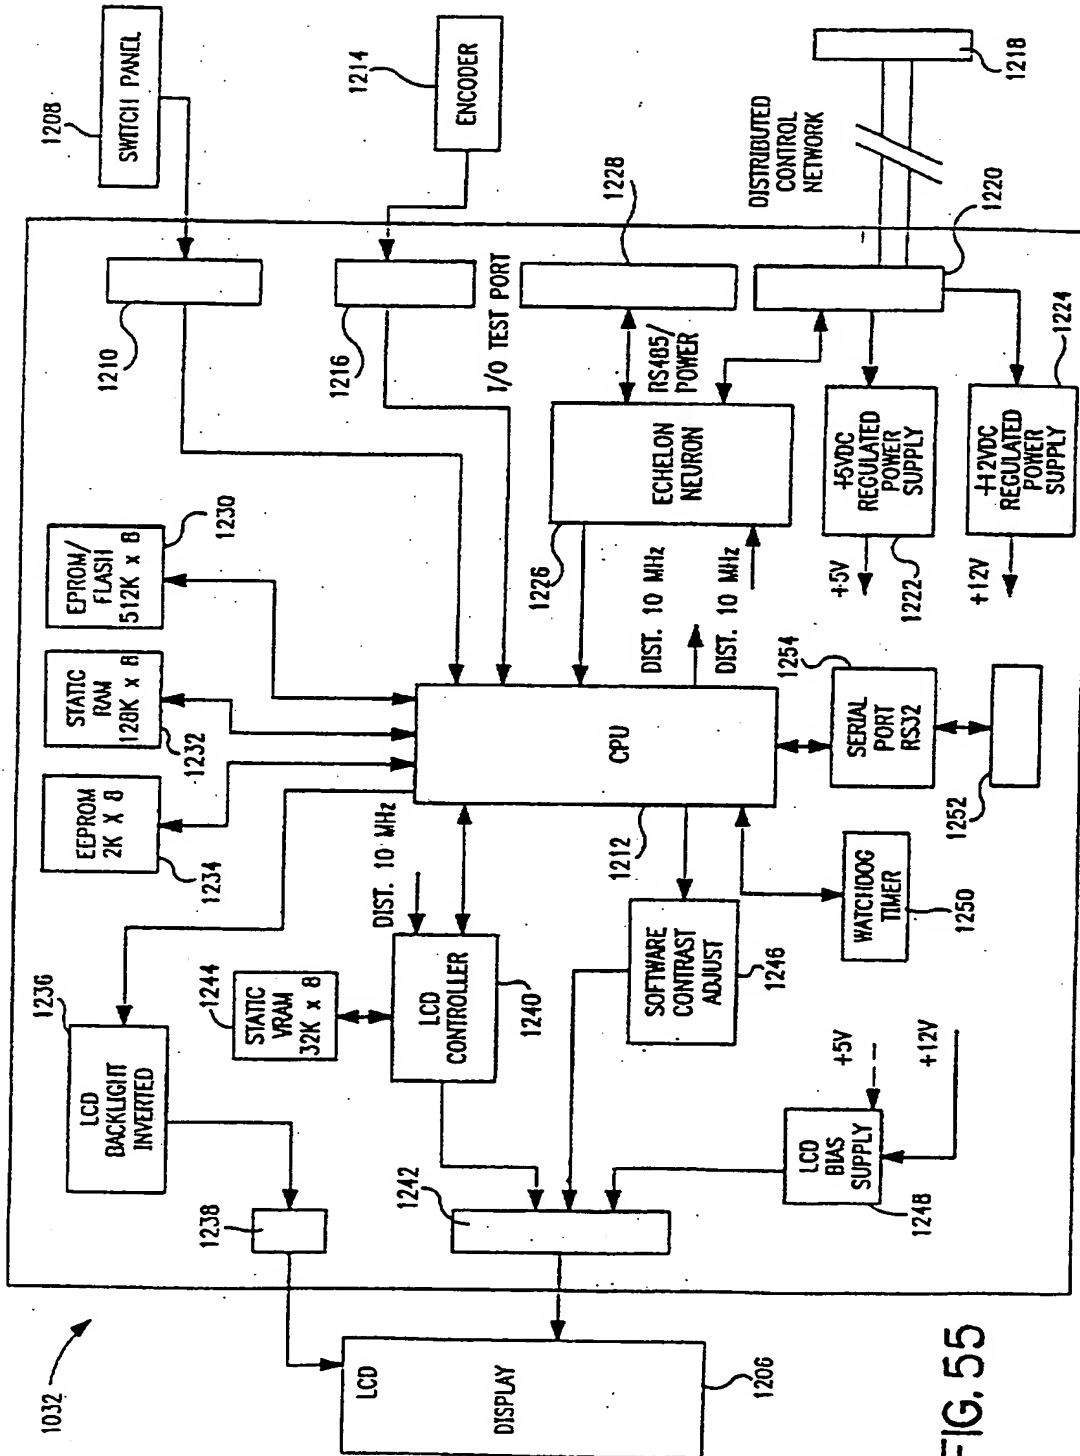 1032
LCD
DISPLAY
1206
1238
1242
1236
LCD
BACKLIGHT
INVERTED
1244
STATIC
VRAM
32K x 8
LCD
CONTROLLER
1240
DIST. 10 MHz
SOFTWARE
CONTRAST
ADJUST
1246
LCD
BIAS
SUPPLY
1248
+5V
+12V
EEPROM
2K X 8
1234
STATIC
RAM
128K x 8
1232
EPROM/
FLASH
512K x 8
1230
CPU
1212
WATCHDOG
TIMER
1250
SERIAL
PORT
RS32
1254
1252
DIST. 10 MHz
DIST. 10 MHz
1226
ECHELON
NEURON
RS485/
POWER
I/O TEST PORT
1228
1208
SWITCH PANEL
1210
1214
ENCODER
1216
DISTRIBUTED
CONTROL
NETWORK
1218
1220
+5VDC
REGULATED
POWER
SUPPLY
+5V
1222
+12VDC
REGULATED
POWER
SUPPLY
+12V
1224
FIG. 55